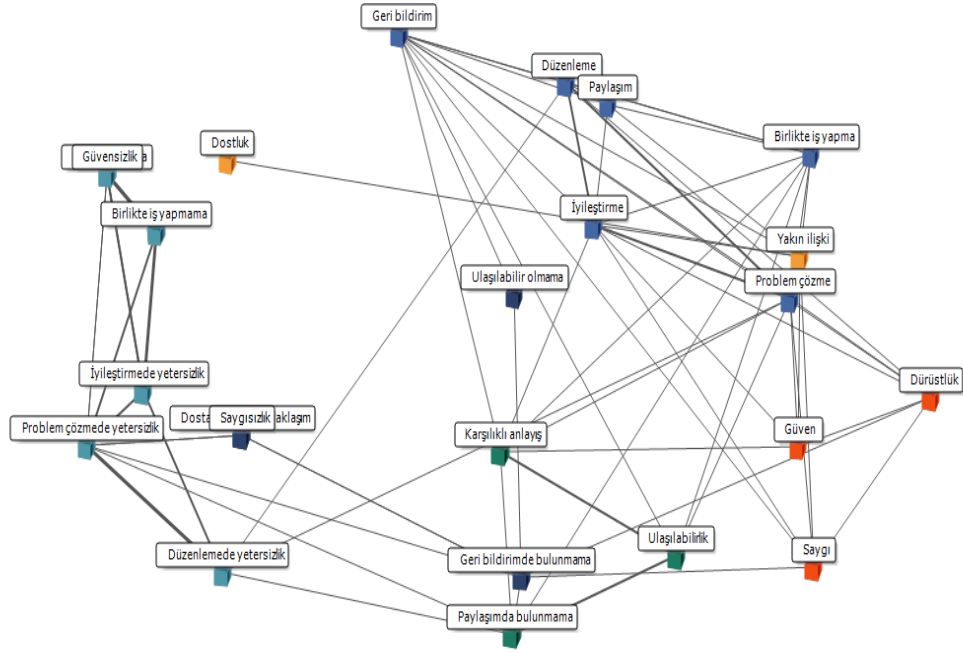 Geri bildirim
Düzenleme
Paylaşım
Birlikte iş yapma
Dostluk
Güvensizlik
Birlikte iş yapmama
İyileştirme
Yakın ilişki
Ulaşılabilir olmama
Problem çözme
İyileştirmede yetersizlik
Dürüstlük
Saygısızlık
Problem çözmede yetersizlik
Karşılıklı anlayış
Güven
Ulaşılabilirlik
Saygı
Düzenlemede yetersizlik
Geri bildirimde bulunmama
Paylaşımda bulunmama